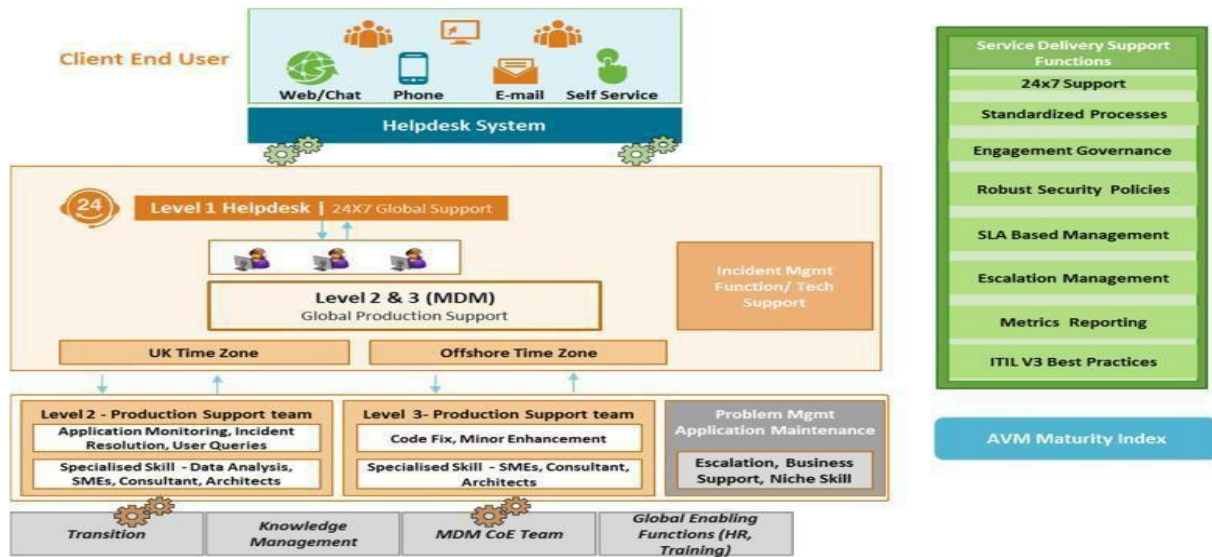 Client End User
Web/Chat
Phone
E-mail
Self Service
Helpdesk System
24
Level 1 Helpdesk | 24X7 Global Support
Level 2 & 3 (MDM)
Global Production Support
UK Time Zone
Offshore Time Zone
Incident Mgmt
Function/ Tech
Support
Level 2 - Production Support team
Application Monitoring, Incident
Resolution, User Queries
Specialised Skill - Data Analysis,
SMEs, Consultant, Architects
Level 3- Production Support team
Code Fix, Minor Enhancement
Specialised Skill - SMEs, Consultant,
Architects
Problem Mgmt
Application Maintenance
Escalation, Business
Support, Niche Skill
Transition
Knowledge
Management
MDM CoE Team
Global Enabling
Functions (HR,
Training)
Service Delivery Support
Functions
24x7 Support
Standardized Processes
Engagement Governance
Robust Security Policies
SLA Based Management
Escalation Management
Metrics Reporting
ITIL V3 Best Practices
AVM Maturity Index